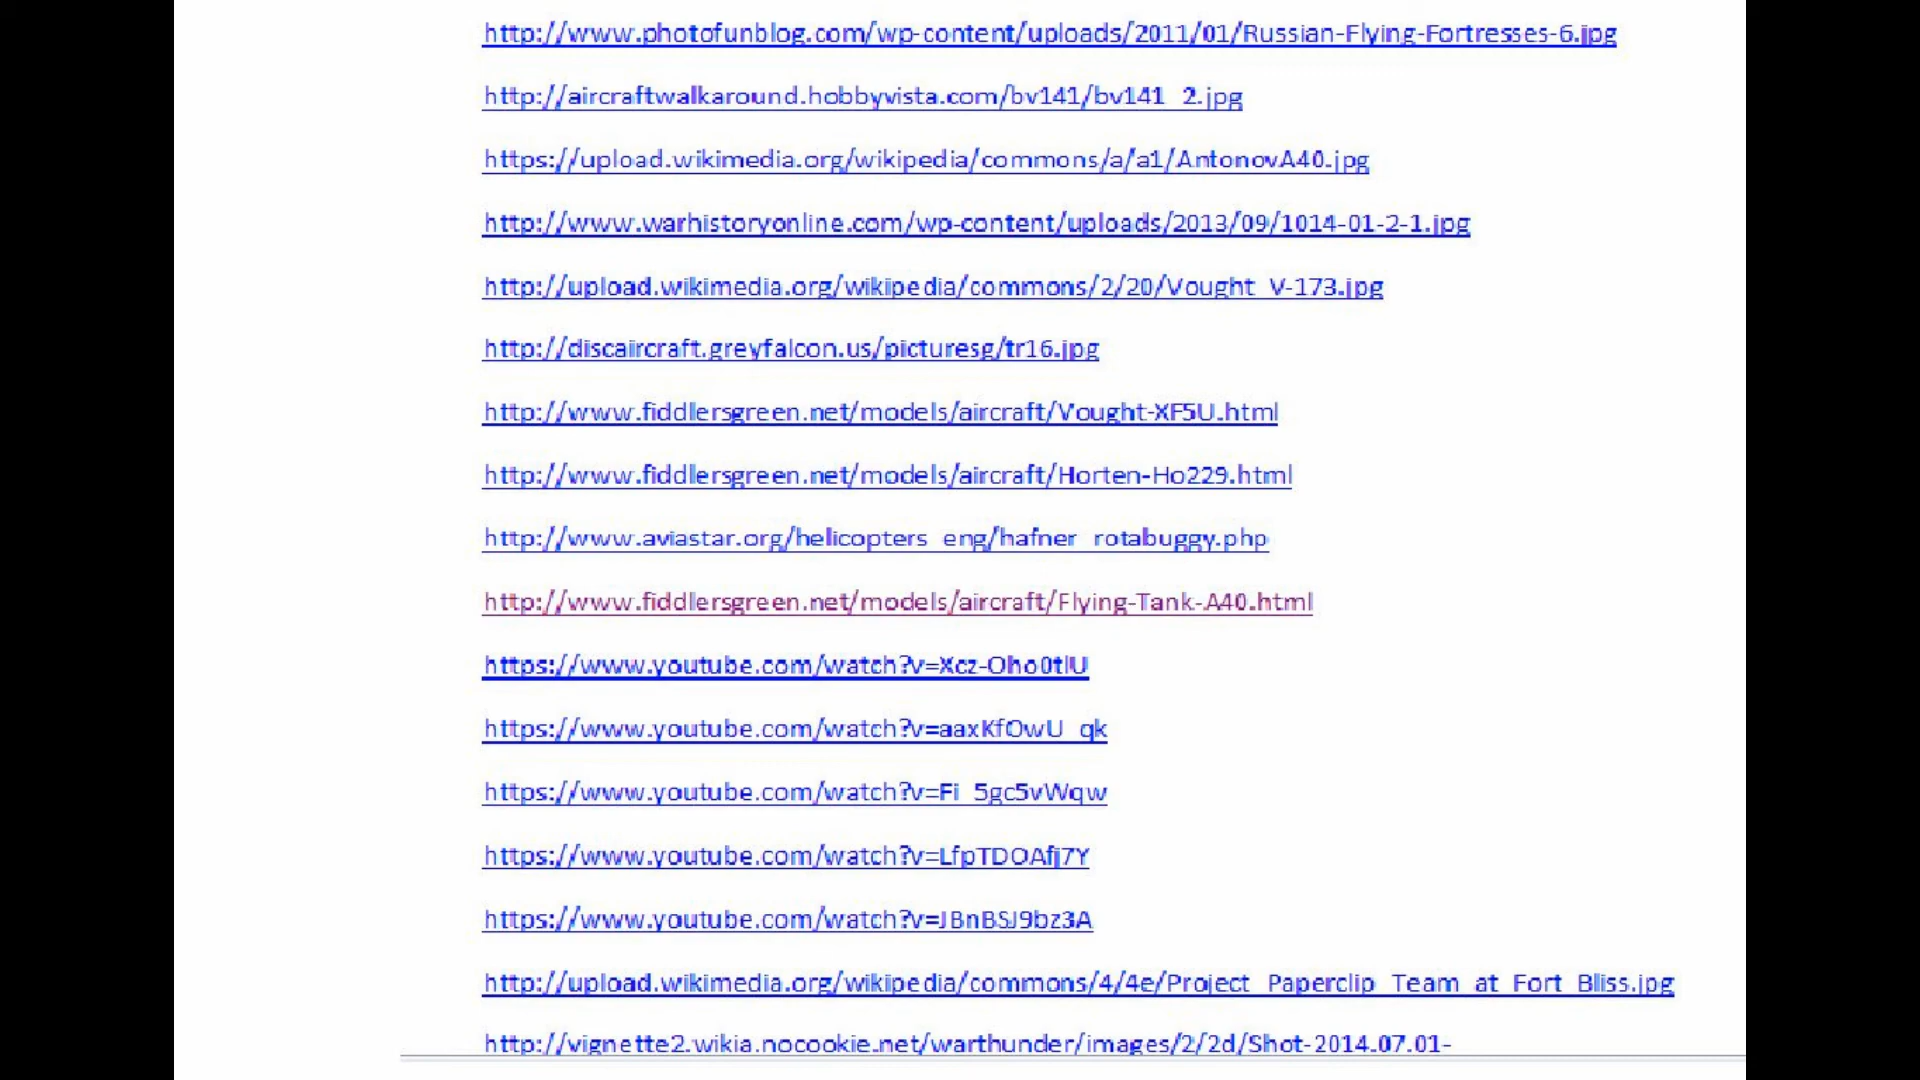 http://www.photofunblog.com/wp-content/uploads/2011/01/Russian-Flying-Fortresses-6.jpg
http://aircraftwalkaround.hobbyvista.com/bv141/bv141_2.jpg
https://upload.wikimedia.org/wikipedia/commons/a/a1/AntonovA40.jpg
http://www.warhistoryonline.com/wp-content/uploads/2013/09/1014-01-2-1.jpg
http://upload.wikimedia.org/wikipedia/commons/2/20/Vought_V-173.jpg
http://discaircraft.greyfalcon.us/picturesg/tr16.jpg
http://www.fiddlersgreen.net/models/aircraft/Vought-XF5U.html
http://www.fiddlersgreen.net/models/aircraft/Horten-Ho229.html
http://www.aviastar.org/helicopters_eng/hafner_rotabuggy.php
http://www.fiddlersgreen.net/models/aircraft/Flying-Tank-A40.html
https://www.youtube.com/watch?v=Xcz-Oho0tlU
https://www.youtube.com/watch?v=aaxKfOwU_qk
https://www.youtube.com/watch?v=Fi_5gc5vWqw
https://www.youtube.com/watch?v=LfpTDOAfj7Y
https://www.youtube.com/watch?v=JBnBSJ9bz3A
http://upload.wikimedia.org/wikipedia/commons/4/4e/Project_Paperclip_Team_at_Fort_Bliss.jpg
http://vignette2.wikia.nocookie.net/warthunder/images/2/2d/Shot-2014.07.01-